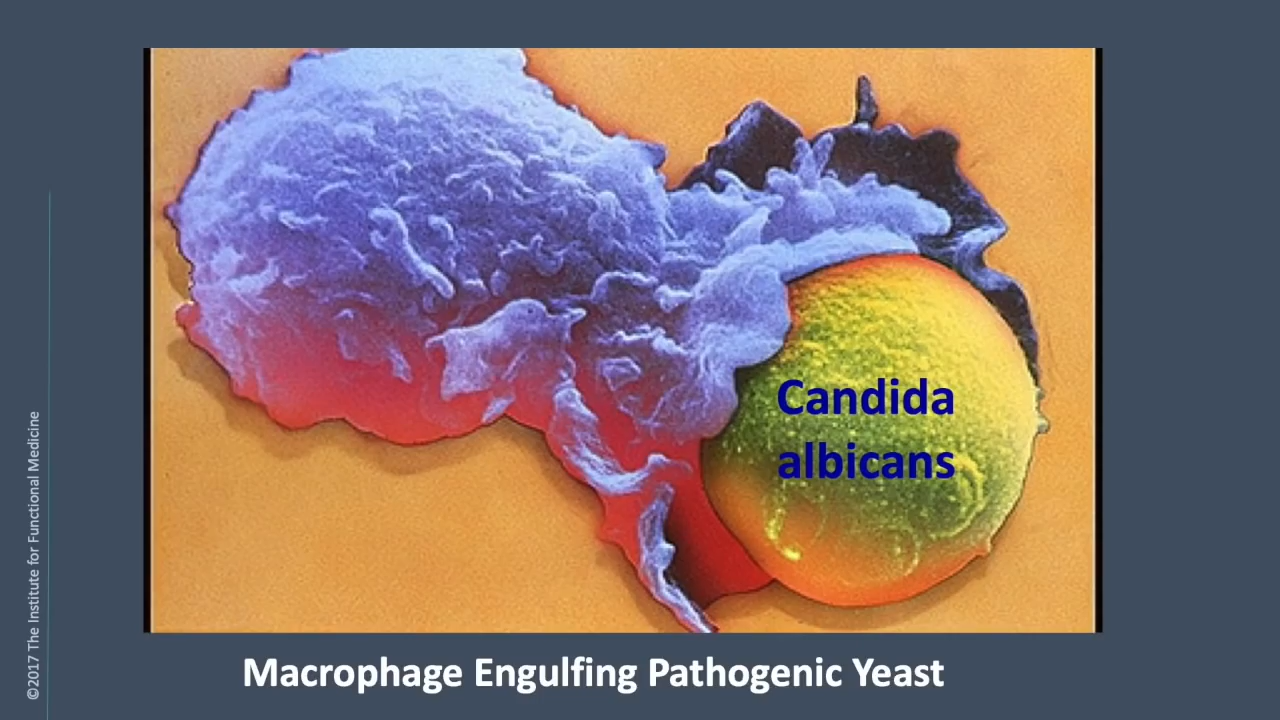 Candida
albicans
Macrophage Engulfing Pathogenic Yeast
©2017 The Institute for Functional Medicine